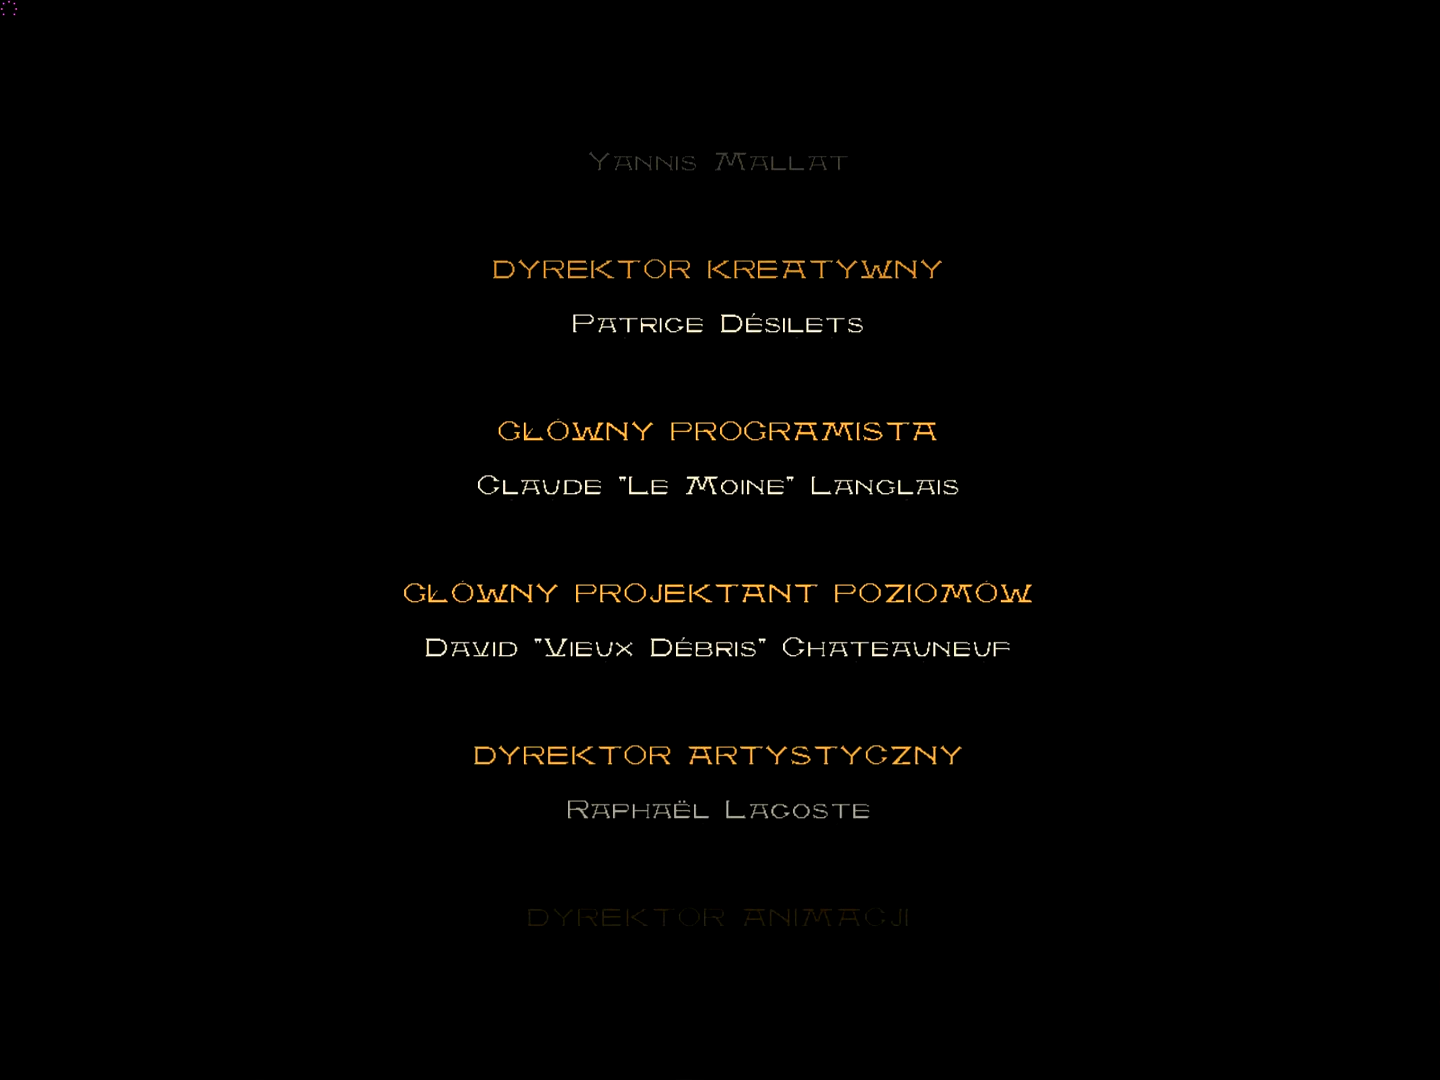 Yannis Mallat
DYREKTOR KREATYWNY
Patrice Désilets
GŁÓWNY PROGRAMISTA
Claude "Le Moine" Langlais
GŁÓWNY PROJEKTANT POZIOMÓW
David "Vieux Débris" Chateauneuf
DYREKTOR ARTYSTYCZNY
Raphaël Lacoste
DYREKTOR ANIMACJI